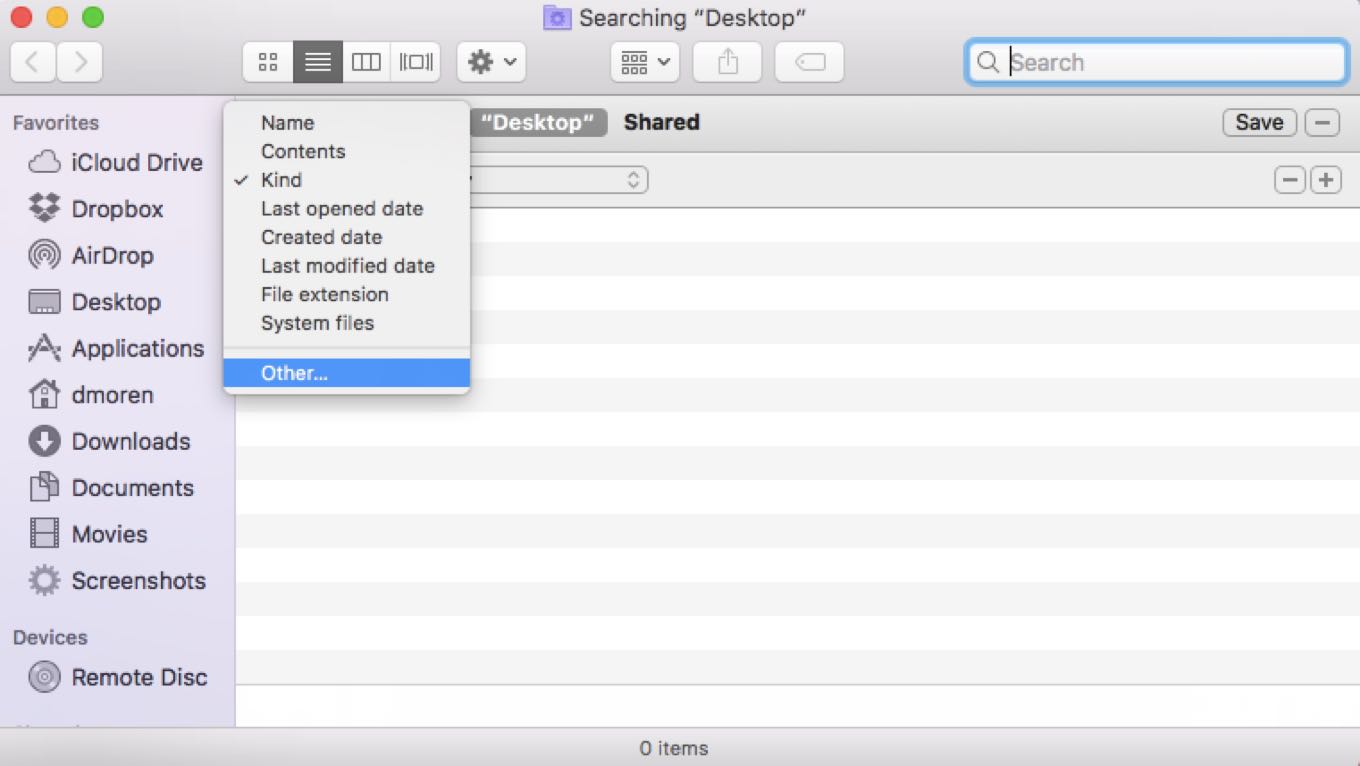 Searching “Desktop”
Search
Favorites
iCloud Drive
Dropbox
AirDrop
Desktop
Applications
dmoren
Downloads
Documents
Movies
Screenshots
Devices
Remote Disc
Name
Contents
✓ Kind
Last opened date
Created date
Last modified date
File extension
System files
Other...
“Desktop”
Shared
Save
0 items